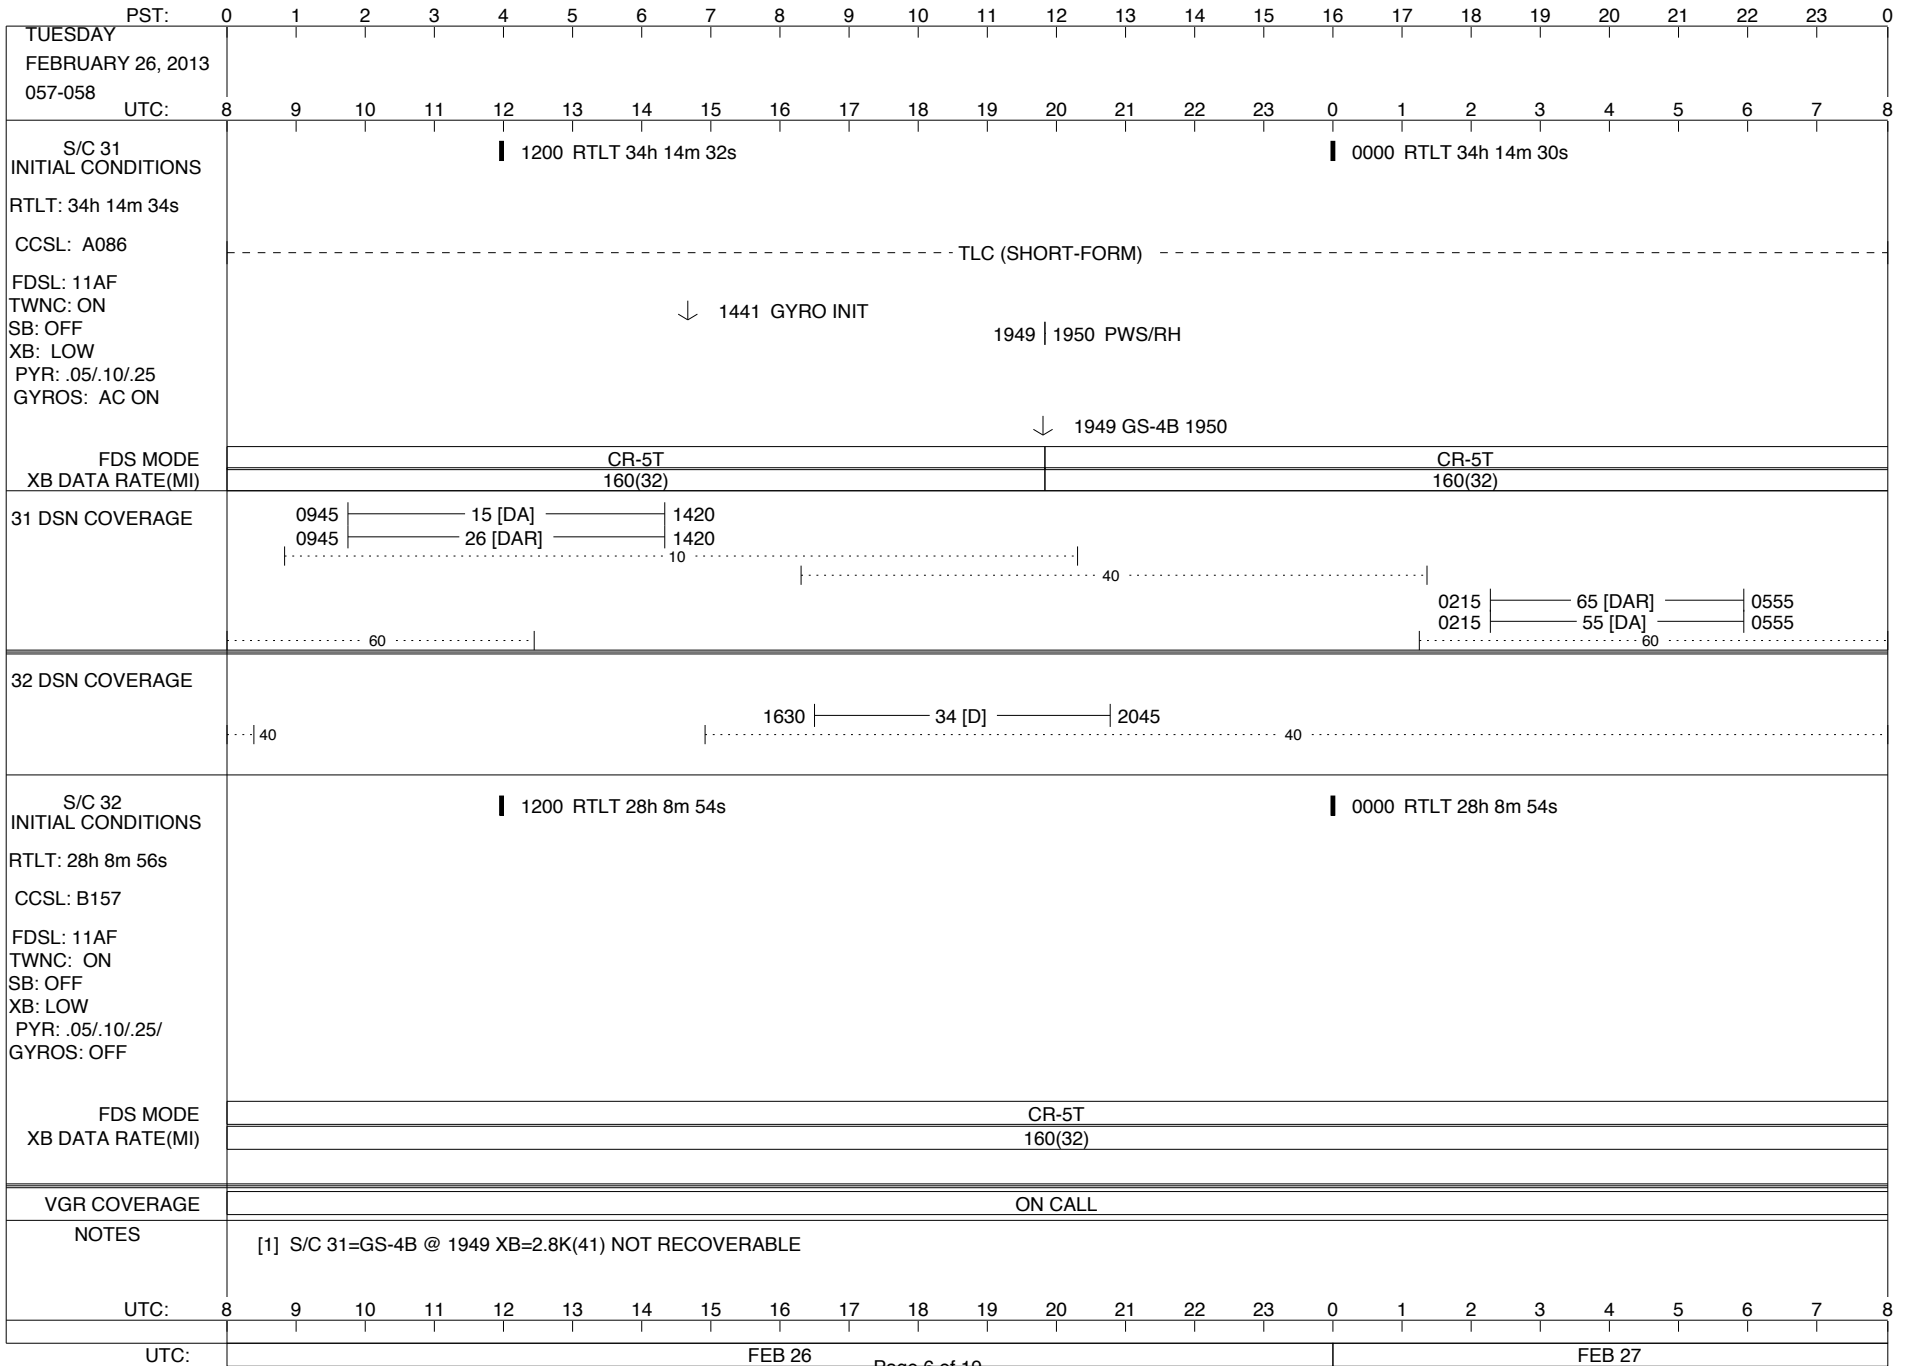 PST: 0 1 2 3 4 5 6 7 8 9 10 11 12 13 14 15 16 17 18 19 20 21 22 23 0
TUESDAY
FEBRUARY 26, 2013
057-058
UTC: 8 9 10 11 12 13 14 15 16 17 18 19 20 21 22 23 0 1 2 3 4 5 6 7 8
S/C 31
INITIAL CONDITIONS
1200 RTLT 34h 14m 32s
0000 RTLT 34h 14m 30s
RTLT: 34h 14m 34s
CCSL: A086
TLC (SHORT-FORM)
FDSL: 11AF
TWNC: ON
SB: OFF
XB: LOW
PYR: .05/.10/.25
GYROS: AC ON
1441 GYRO INIT
1949 1950 PWS/RH
1949 GS-4B 1950
FDS MODE CR-5T CR-5T
XB DATA RATE(MI) 160(32) 160(32)
31 DSN COVERAGE
0945 15 [DA] 1420
0945 26 [DAR] 1420
10
40
0215 65 [DAR] 0555
0215 55 [DA] 0555
60 60
32 DSN COVERAGE
1630 34 [D] 2045
40 40
S/C 32
INITIAL CONDITIONS
1200 RTLT 28h 8m 54s
0000 RTLT 28h 8m 54s
RTLT: 28h 8m 56s
CCSL: B157
FDSL: 11AF
TWNC: ON
SB: OFF
XB: LOW
PYR: .05/.10/.25/
GYROS: OFF
FDS MODE CR-5T
XB DATA RATE(MI) 160(32)
VGR COVERAGE ON CALL
NOTES
[1] S/C 31=GS-4B @ 1949 XB=2.8K(41) NOT RECOVERABLE
UTC: 8 9 10 11 12 13 14 15 16 17 18 19 20 21 22 23 0 1 2 3 4 5 6 7 8
UTC: FEB 26 FEB 27
Page 6 of 19